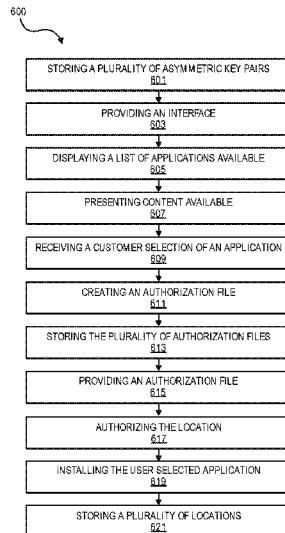 600
STORING A PLURALITY OF ASYMMETRIC KEY PAIRS
601
PROVIDING AN INTERFACE
603
DISPLAYING A LIST OF APPLICATIONS AVAILABLE
605
PRESENTING CONTENT AVAILABLE
607
RECEIVING A CUSTOMER SELECTION OF AN APPLICATION
609
CREATING AN AUTHORIZATION FILE
611
STORING THE PLURALITY OF AUTHORIZATION FILES
613
PROVIDING AN AUTHORIZATION FILE
615
AUTHORIZING THE LOCATION
617
INSTALLING THE USER SELECTED APPLICATION
619
STORING A PLURALITY OF LOCATIONS
621